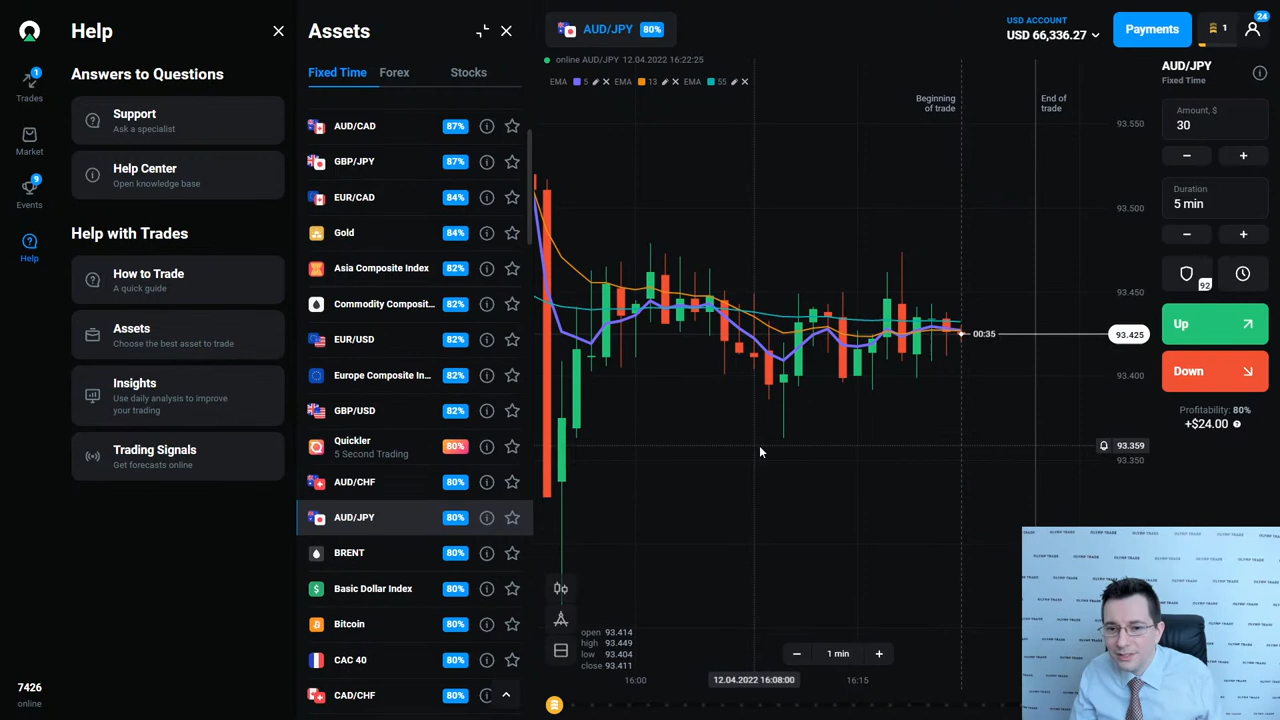 Help
Trades
1
Market
Events
9
Help
7426
online
Answers to Questions
Support
Ask a specialist
Help Center
Open knowledge base
Help with Trades
How to Trade
A quick guide
Assets
Choose the best asset to trade
Insights
Use daily analysis to improve
your trading
Trading Signals
Get forecasts online
Assets
Fixed Time Forex Stocks
AUD/CAD 87%
GBP/JPY 87%
EUR/CAD 84%
Gold 84%
Asia Composite Index 82%
Commodity Composit... 82%
EUR/USD 82%
Europe Composite In... 82%
GBP/USD 82%
Quickler 80%
5 Second Trading
AUD/CHF 80%
AUD/JPY 80%
BRENT 80%
Basic Dollar Index 80%
Bitcoin 80%
80%
CAD/CHF 80%
AUD/JPY 80%
online AUD/JPY 12.04.2022 16:22:25
EMA 5 EMA 13 EMA 55
Beginning
of trade
End of
trade
93.550
93.500
93.450
00:35
93.425
93.400
93.359
93.350
open 93.414
high 93.449
low 93.404
close 93.411
1 min
16:00
12.04.2022 16:08:00
16:15
USD ACCOUNT
USD 66,336.27
Payments
1
24
AUD/JPY
Fixed Time
Amount, $
30
Duration
5 min
92
Up
Down
Profitability: 80%
+$24.00
OLYMP TRADE